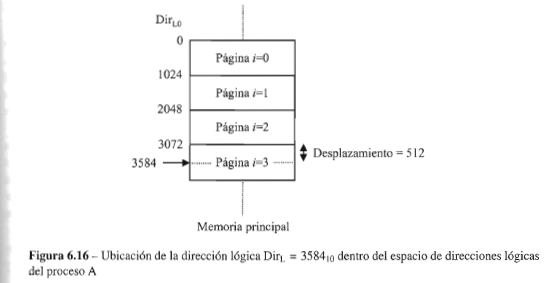 Dir_L0
0
Página i=0
1024
Página i=1
2048
Página i=2
3072
Desplazamiento = 512
3584
Página i=3
Memoria principal
Figura 6.16 – Ubicación de la dirección lógica Dir_L = 3584_10 dentro del espacio de direcciones lógicas
del proceso A